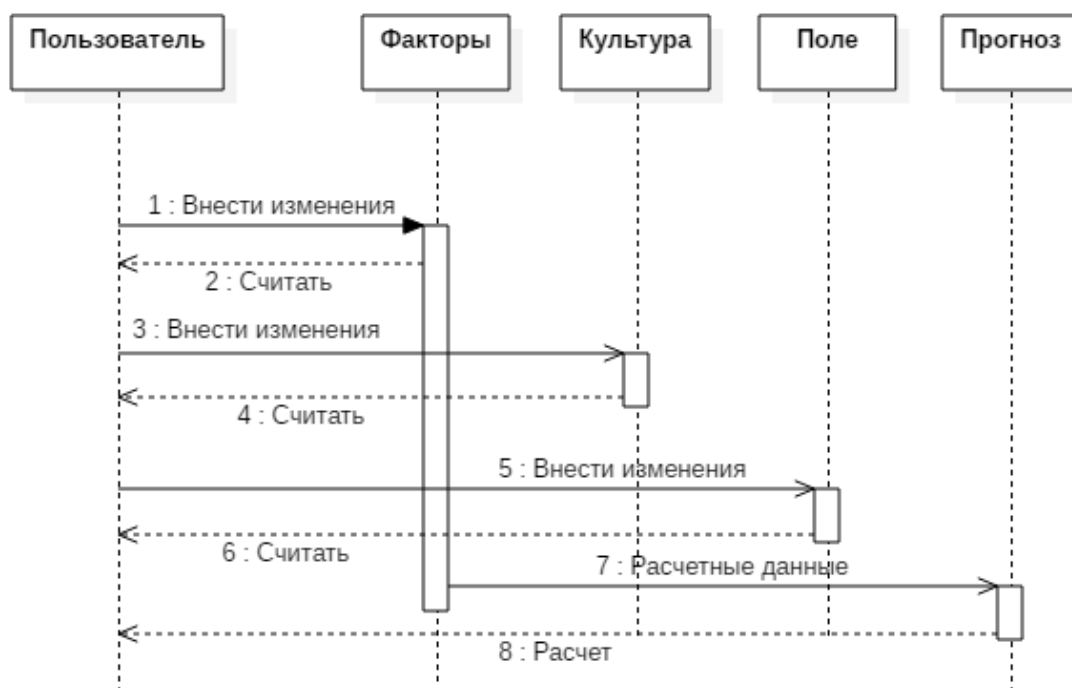 Пользователь
Факторы
Культура
Поле
Прогноз
1 : Внести изменения
2 : Считать
3 : Внести изменения
4 : Считать
5 : Внести изменения
6 : Считать
7 : Расчетные данные
8 : Расчет